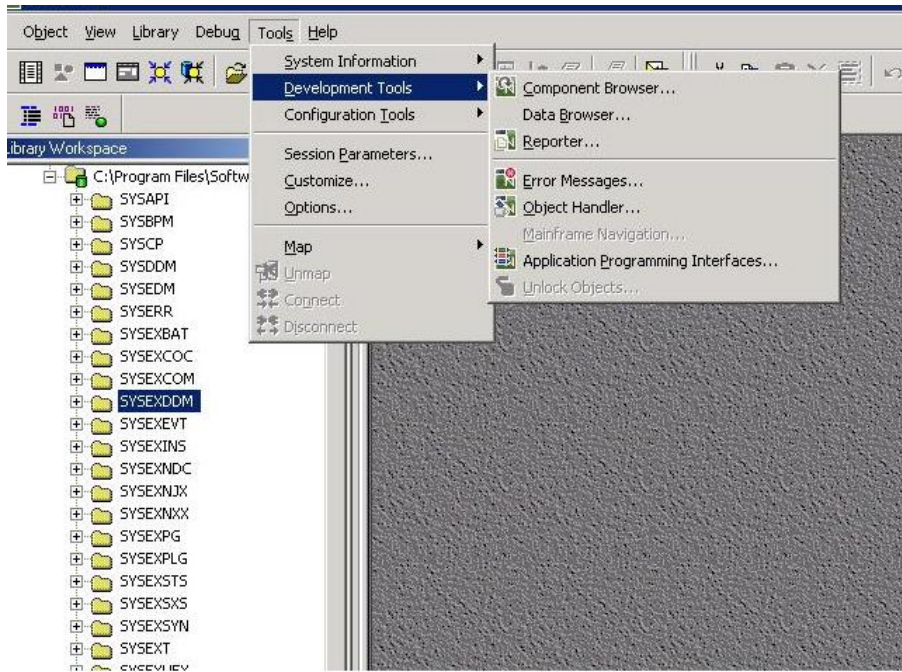 Object View Library Debug Tools Help
System Information
Development Tools
Configuration Tools
Session Parameters...
Customize...
Options...
Map
Unmap
Connect
Disconnect
Component Browser...
Data Browser...
Reporter...
Error Messages...
Object Handler...
Mainframe Navigation...
Application Programming Interfaces...
Unlock Objects...
Library Workspace
C:\Program Files\Softw
SYSAPI
SYSBPM
SYSCP
SYSDDM
SYSEDM
SYSERR
SYSEXBAT
SYSEXCOC
SYSEXCOM
SYSEXDDM
SYSEXEVT
SYSEXINS
SYSEXNDC
SYSEXNJX
SYSEXNXX
SYSEXPG
SYSEXPLG
SYSEXSTS
SYSEXSXS
SYSEXSYN
SYSEXT